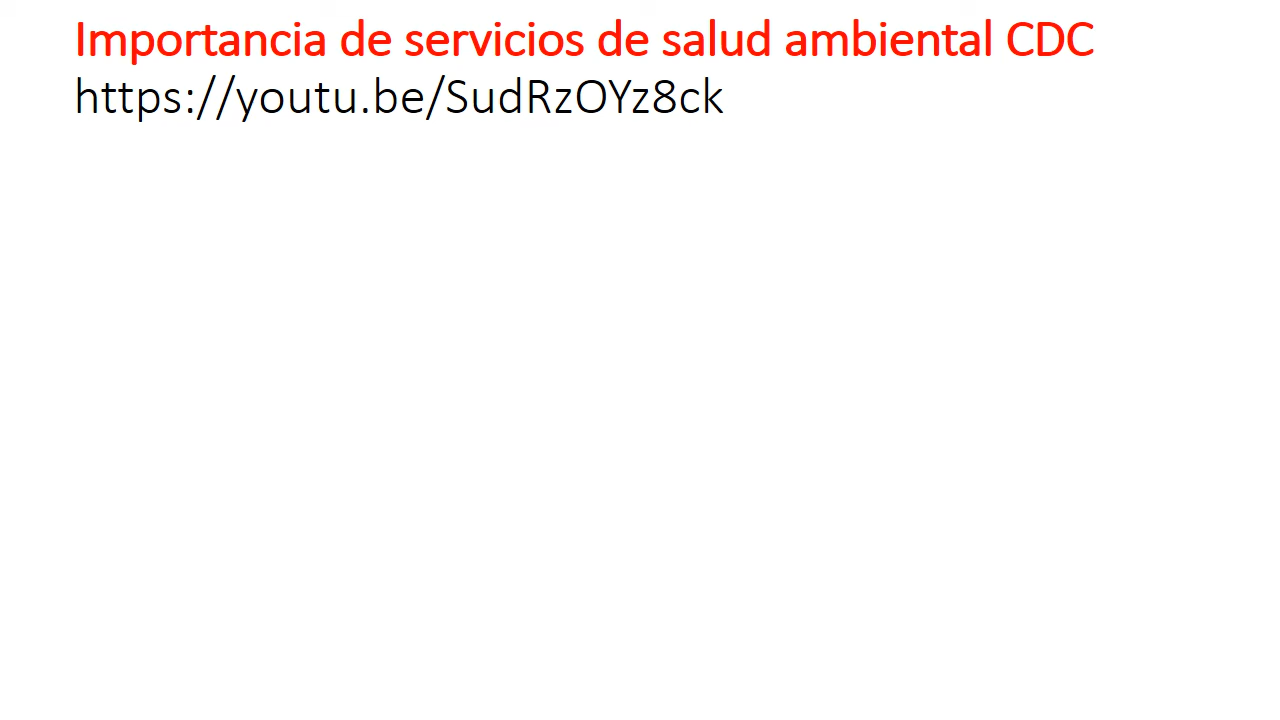 Importancia de servicios de salud ambiental CDC
https://youtu.be/SudRzOYz8ck